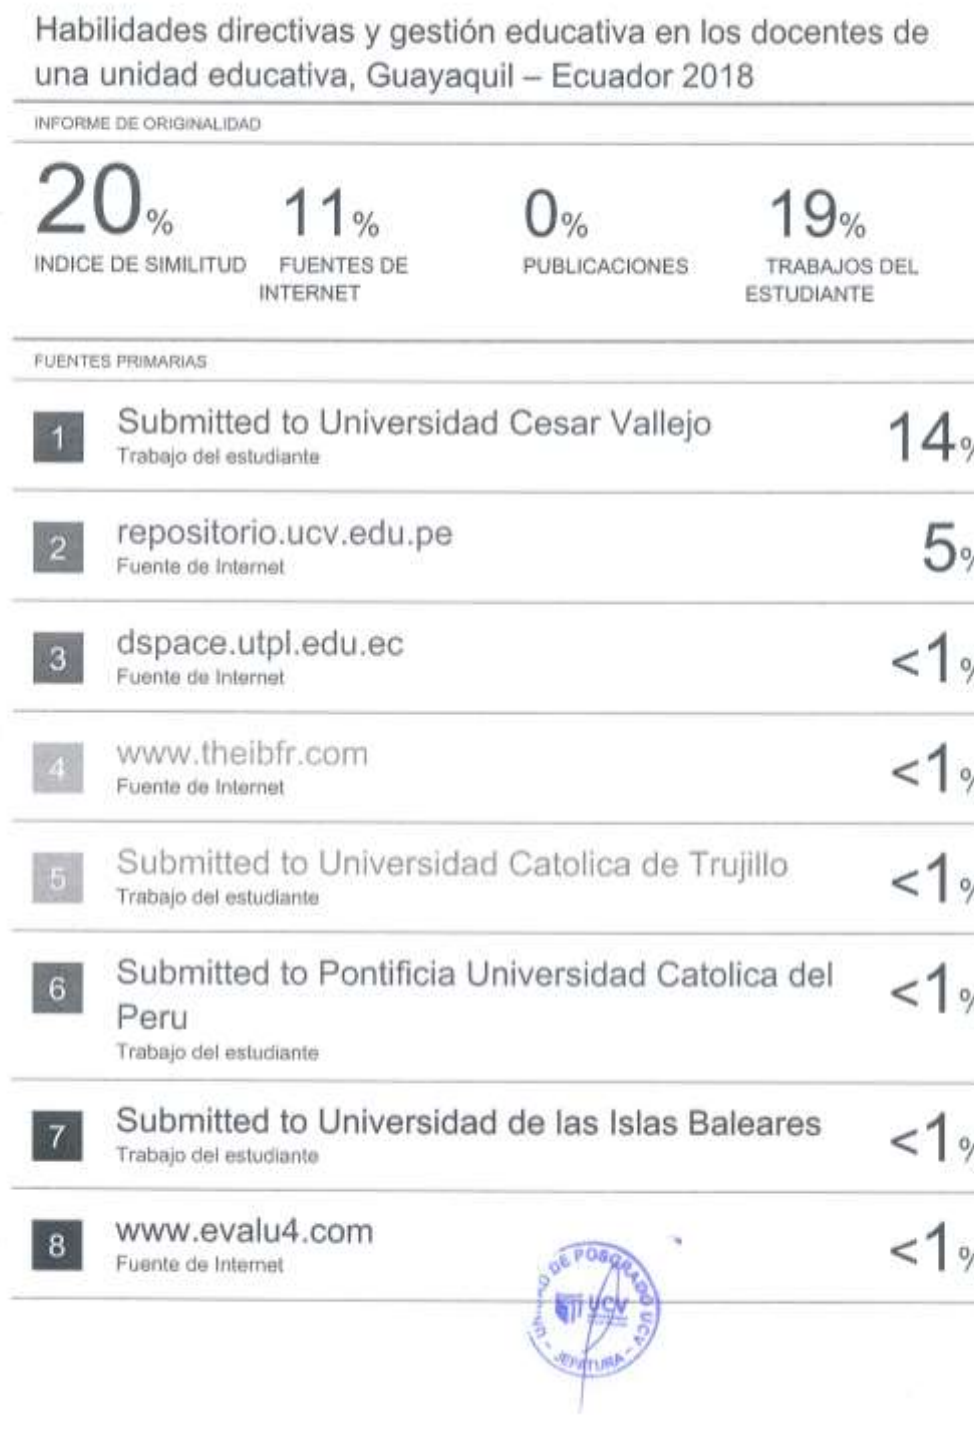 Habilidades directivas y gestión educativa en los docentes de
una unidad educativa, Guayaquil – Ecuador 2018
INFORME DE ORIGINALIDAD
20% 11% 0% 19%
INDICE DE SIMILITUD FUENTES DE PUBLICACIONES TRABAJOS DEL
INTERNET ESTUDIANTE
FUENTES PRIMARIAS
1 Submitted to Universidad Cesar Vallejo 14%
Trabajo del estudiante
2 repositorio.ucv.edu.pe 5%
Fuente de Internet
3 dspace.utpl.edu.ec <1%
Fuente de Internet
4 www.theibfr.com <1%
Fuente de Internet
5 Submitted to Universidad Catolica de Trujillo <1%
Trabajo del estudiante
6 Submitted to Pontificia Universidad Catolica del <1%
Peru
Trabajo del estudiante
7 Submitted to Universidad de las Islas Baleares <1%
Trabajo del estudiante
8 www.evalu4.com <1%
Fuente de Internet
DE POSGRADO UCV
UCV
JEFATURA